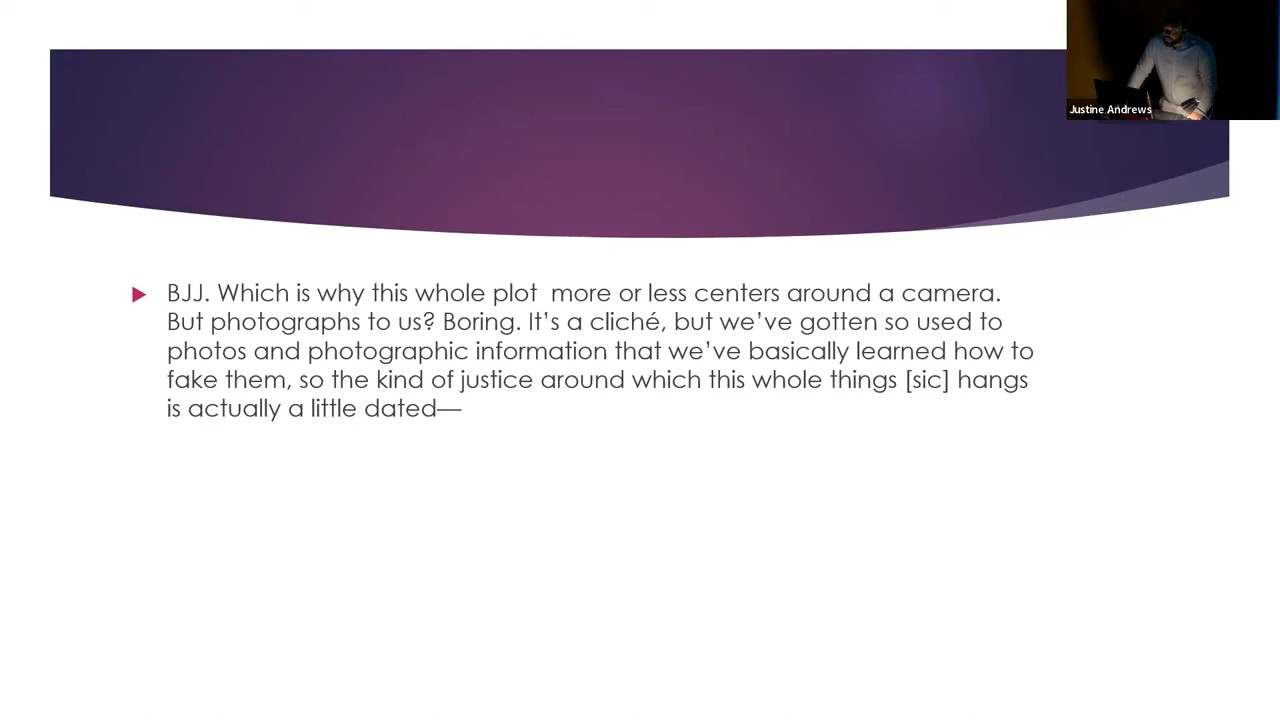 Justine Andrews
BJJ. Which is why this whole plot  more or less centers around a camera.
But photographs to us? Boring. It’s a cliché, but we’ve gotten so used to
photos and photographic information that we’ve basically learned how to
fake them, so the kind of justice around which this whole things [sic] hangs
is actually a little dated—